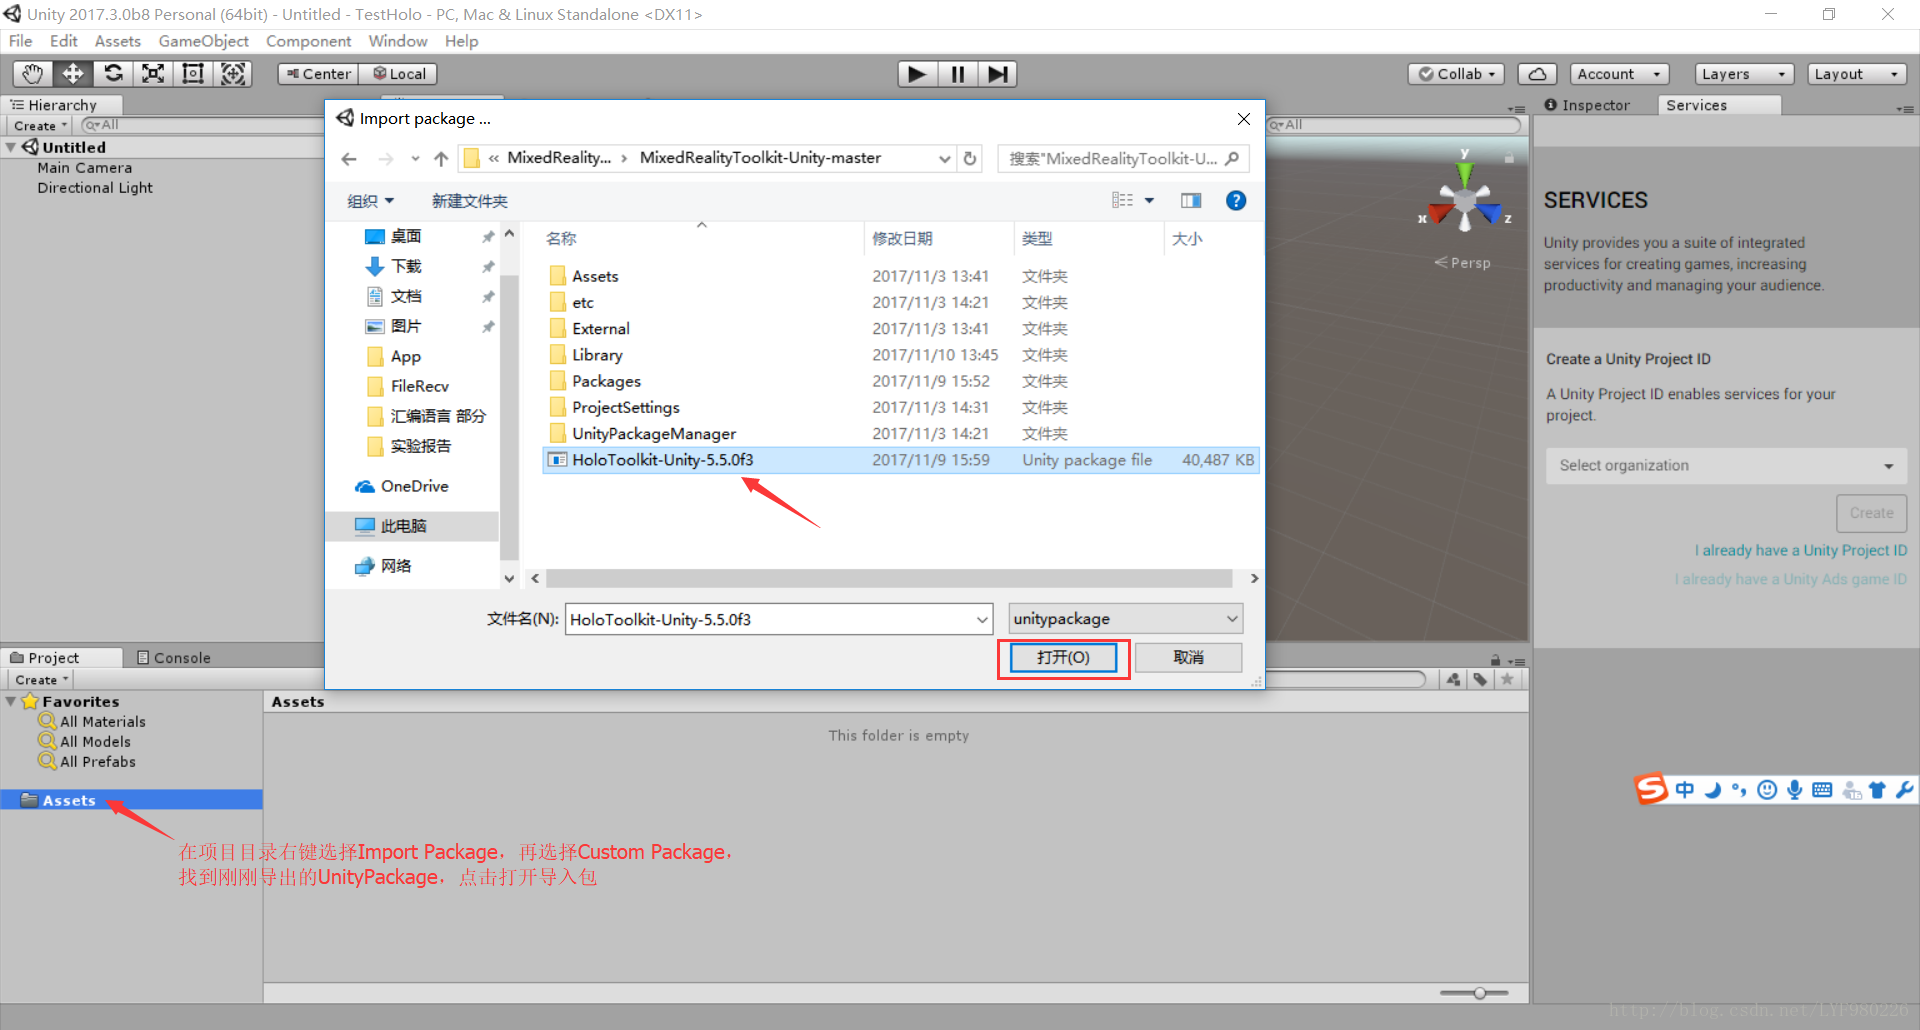 Unity 2017.3.0b8 Personal (64bit) - Untitled - TestHolo - PC, Mac & Linux Standalone <DX11>
File Edit Assets GameObject Component Window Help
Center Local Collab Account Layers Layout
Hierarchy
Create All
Untitled
Main Camera
Directional Light
Import package ...
« MixedReality... › MixedRealityToolkit-Unity-master
搜索"MixedRealityToolkit-U...
组织 新建文件夹
桌面
下载
文档
图片
App
FileRecv
汇编语言 部分
实验报告
OneDrive
此电脑
网络
名称 修改日期 类型 大小
Assets 2017/11/3 13:41 文件夹
etc 2017/11/3 14:21 文件夹
External 2017/11/3 13:41 文件夹
Library 2017/11/10 13:45 文件夹
Packages 2017/11/9 15:52 文件夹
ProjectSettings 2017/11/3 14:31 文件夹
UnityPackageManager 2017/11/3 14:21 文件夹
HoloToolkit-Unity-5.5.0f3 2017/11/9 15:59 Unity package file 40,487 KB
文件名(N): HoloToolkit-Unity-5.5.0f3 unitypackage
打开(O) 取消
All
y
x z
Persp
Inspector Services
SERVICES
Unity provides you a suite of integrated
services for creating games, increasing
productivity and managing your audience.
Create a Unity Project ID
A Unity Project ID enables services for your
project.
Select organization
Create
I already have a Unity Project ID
I already have a Unity Ads game ID
Project Console
Create
Favorites
All Materials
All Models
All Prefabs
Assets
Assets
This folder is empty
在项目目录右键选择Import Package，再选择Custom Package，
找到刚刚导出的UnityPackage，点击打开导入包
中
http://blog.csdn.net/LYF980226